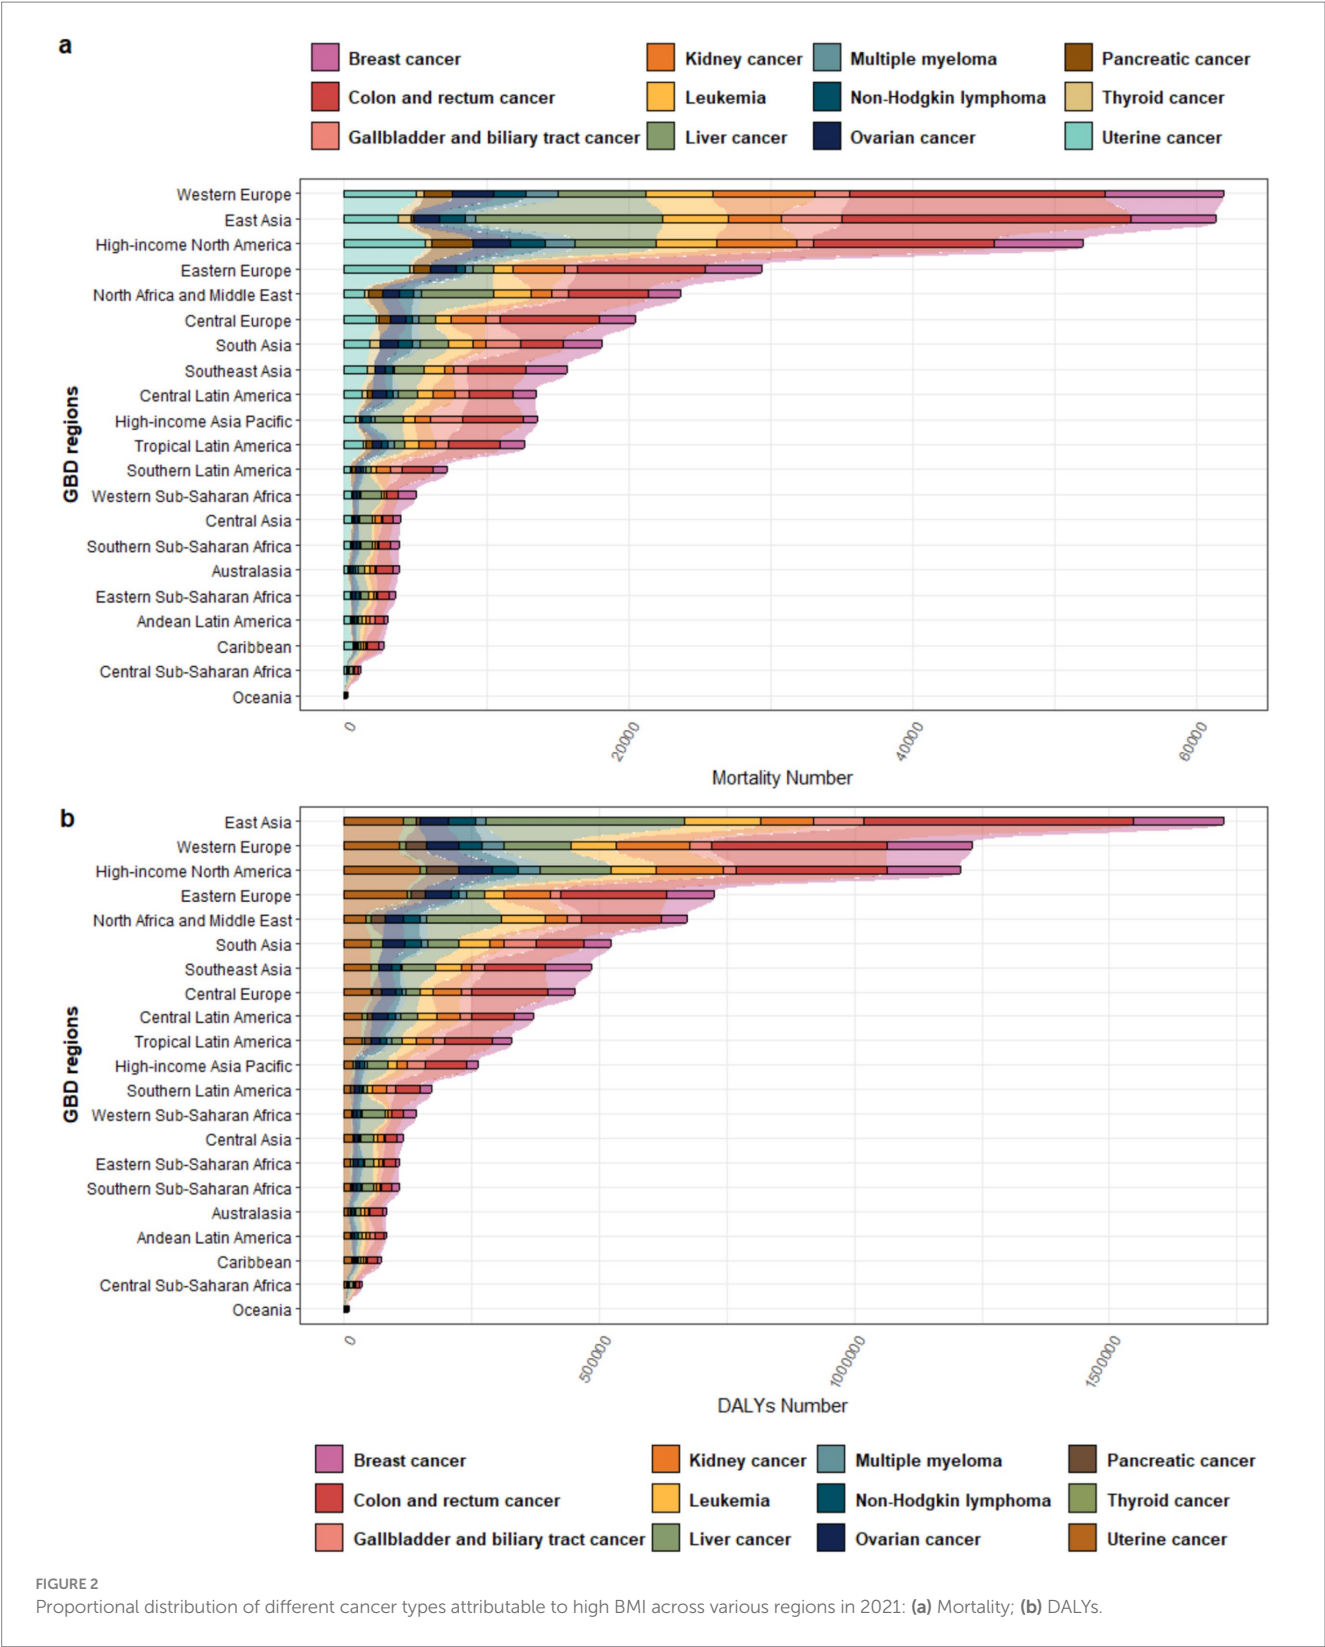 a
Breast cancer Kidney cancer Multiple myeloma Pancreatic cancer
Colon and rectum cancer Leukemia Non-Hodgkin lymphoma Thyroid cancer
Gallbladder and biliary tract cancer Liver cancer Ovarian cancer Uterine cancer
GBD regions
Western Europe
East Asia
High-income North America
Eastern Europe
North Africa and Middle East
Central Europe
South Asia
Southeast Asia
Central Latin America
High-income Asia Pacific
Tropical Latin America
Southern Latin America
Western Sub-Saharan Africa
Central Asia
Southern Sub-Saharan Africa
Australasia
Eastern Sub-Saharan Africa
Andean Latin America
Caribbean
Central Sub-Saharan Africa
Oceania
0 20000 40000 60000
Mortality Number
b
GBD regions
East Asia
Western Europe
High-income North America
Eastern Europe
North Africa and Middle East
South Asia
Southeast Asia
Central Europe
Central Latin America
Tropical Latin America
High-income Asia Pacific
Southern Latin America
Western Sub-Saharan Africa
Central Asia
Eastern Sub-Saharan Africa
Southern Sub-Saharan Africa
Australasia
Andean Latin America
Caribbean
Central Sub-Saharan Africa
Oceania
0 500000 1000000 1500000
DALYs Number
Breast cancer Kidney cancer Multiple myeloma Pancreatic cancer
Colon and rectum cancer Leukemia Non-Hodgkin lymphoma Thyroid cancer
Gallbladder and biliary tract cancer Liver cancer Ovarian cancer Uterine cancer
FIGURE 2
Proportional distribution of different cancer types attributable to high BMI across various regions in 2021: (a) Mortality; (b) DALYs.